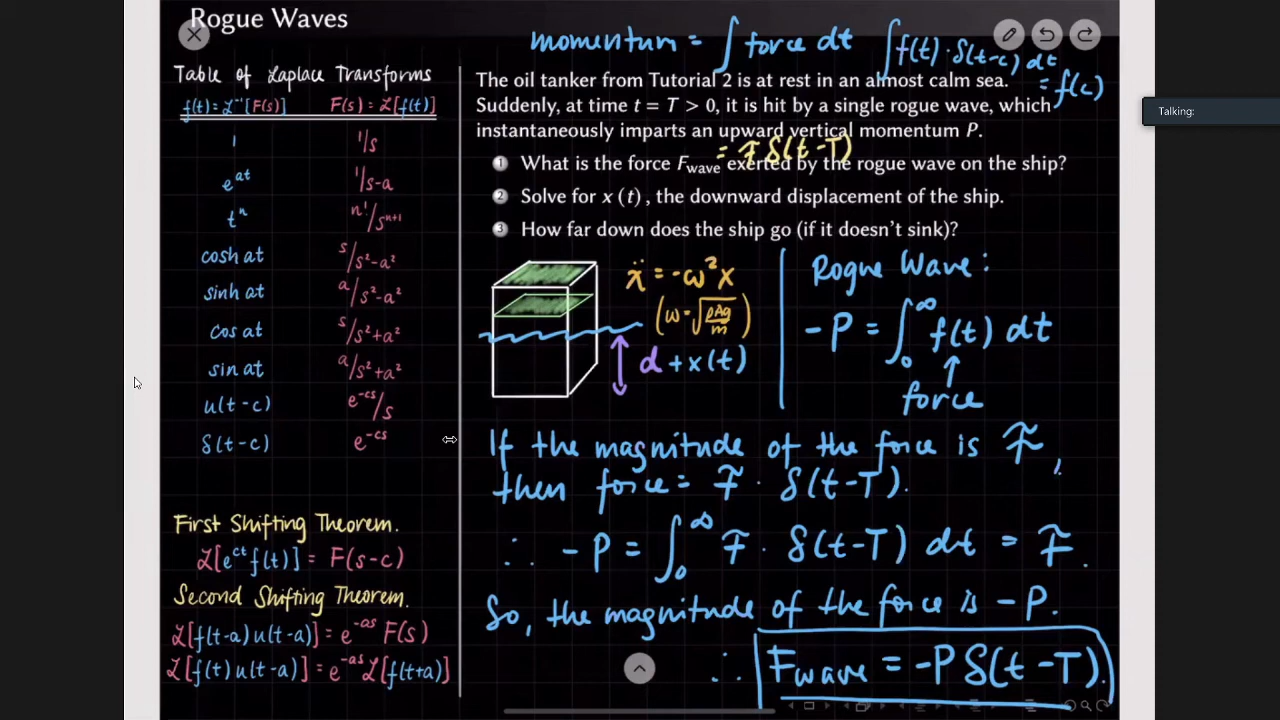 Rogue Waves
Table of Laplace Transforms
f(t) = ℒ⁻¹[F(s)] F(s) = ℒ[f(t)]
1 1/s
e^{at} 1/s-a
t^n n!/s^{n+1}
cosh at s/s²-a²
sinh at a/s²-a²
cos at s/s²+a²
sin at a/s²+a²
u(t-c) e^{-cs}/s
δ(t-c) e^{-cs}
First Shifting Theorem.
ℒ[e^{ct} f(t)] = F(s-c)
Second Shifting Theorem.
ℒ[f(t-a) u(t-a)] = e^{-as} F(s)
ℒ[f(t) u(t-a)] = e^{-as} ℒ[f(t+a)]
momentum = ∫ force dt ∫ f(t) · δ(t-c) dt
= f(c)
The oil tanker from Tutorial 2 is at rest in an almost calm sea.
Suddenly, at time t = T > 0, it is hit by a single rogue wave, which
instantaneously imparts an upward vertical momentum P.
= F δ(t-T)
1 What is the force F_wave exerted by the rogue wave on the ship?
2 Solve for x(t), the downward displacement of the ship.
3 How far down does the ship go (if it doesn't sink)?
ẍ = -ω²x
(ω = √(ρAg/m))
d + x(t)
Rogue Wave:
-P = ∫₀^∞ f(t) dt
↑
force
If the magnitude of the force is F,
then force = F · δ(t-T).
∴ -P = ∫₀^∞ F · δ(t-T) dt = F.
So, the magnitude of the force is -P.
∴ F_wave = -P δ(t-T).
Talking: